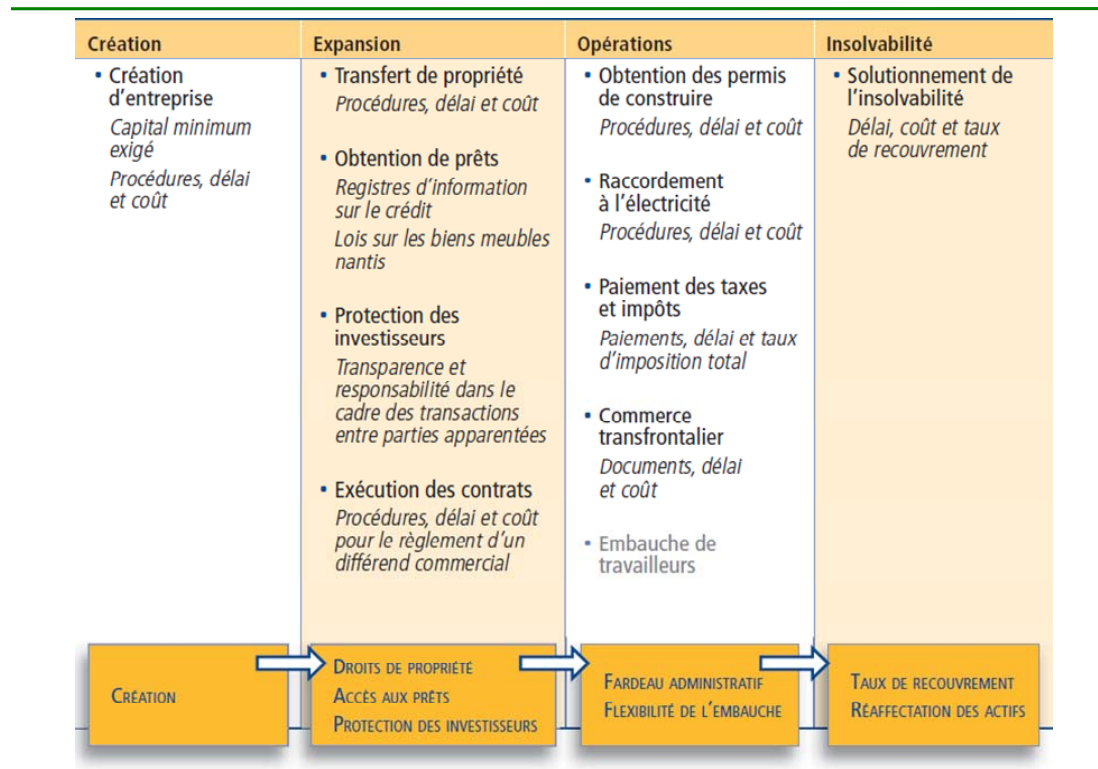 Création
• Création
d'entreprise
Capital minimum
exigé
Procédures, délai
et coût
Expansion
• Transfert de propriété
Procédures, délai et coût
• Obtention de prêts
Registres d'information
sur le crédit
Lois sur les biens meubles
nantis
• Protection des
investisseurs
Transparence et
responsabilité dans le
cadre des transactions
entre parties apparentées
• Exécution des contrats
Procédures, délai et coût
pour le règlement d'un
différend commercial
Opérations
• Obtention des permis
de construire
Procédures, délai et coût
• Raccordement
à l'électricité
Procédures, délai et coût
• Paiement des taxes
et impôts
Paiements, délai et taux
d'imposition total
• Commerce
transfrontalier
Documents, délai
et coût
• Embauche de
travailleurs
Insolvabilité
• Solutionnement de
l'insolvabilité
Délai, coût et taux
de recouvrement
CRÉATION
DROITS DE PROPRIÉTÉ
ACCÈS AUX PRÊTS
PROTECTION DES INVESTISSEURS
FARDEAU ADMINISTRATIF
FLEXIBILITÉ DE L'EMBAUCHE
TAUX DE RECOUVREMENT
RÉAFFECTATION DES ACTIFS